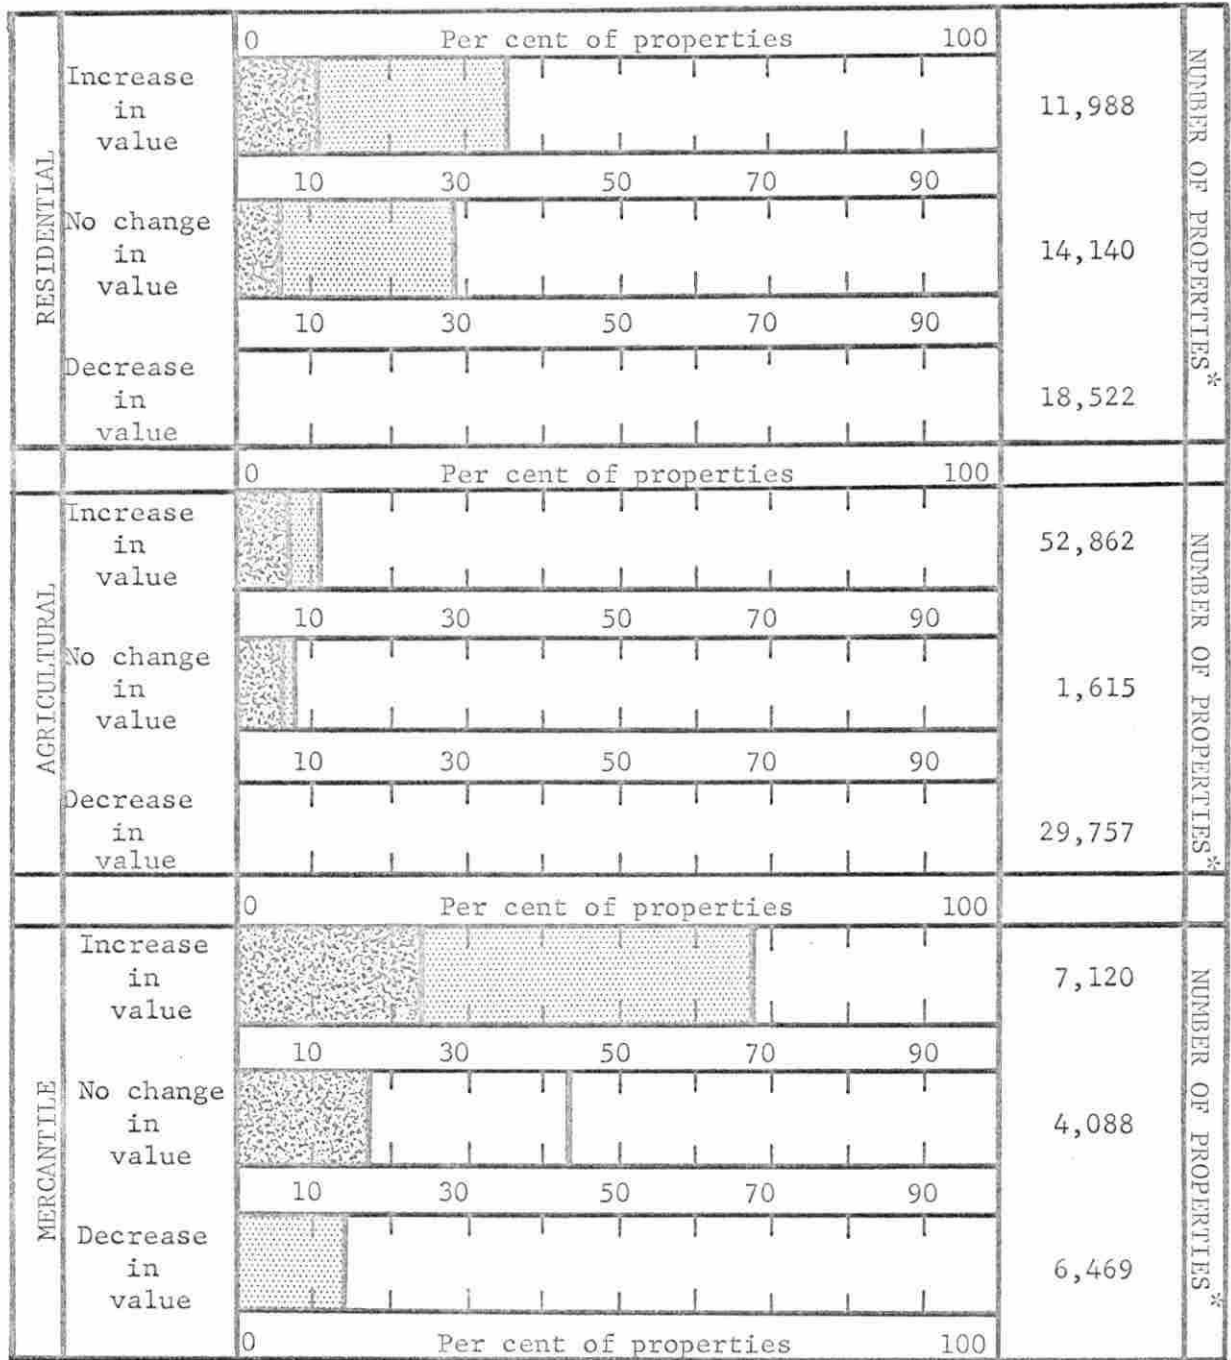 RESIDENTIAL
0 Per cent of properties 100
NUMBER OF PROPERTIES*
Increase
in
value
11,988
10 30 50 70 90
No change
in
value
14,140
10 30 50 70 90
Decrease
in
value
18,522
AGRICULTURAL
0 Per cent of properties 100
NUMBER OF PROPERTIES*
Increase
in
value
52,862
10 30 50 70 90
No change
in
value
1,615
10 30 50 70 90
Decrease
in
value
29,757
MERCANTILE
0 Per cent of properties 100
NUMBER OF PROPERTIES*
Increase
in
value
7,120
10 30 50 70 90
No change
in
value
4,088
10 30 50 70 90
Decrease
in
value
6,469
0 Per cent of properties 100